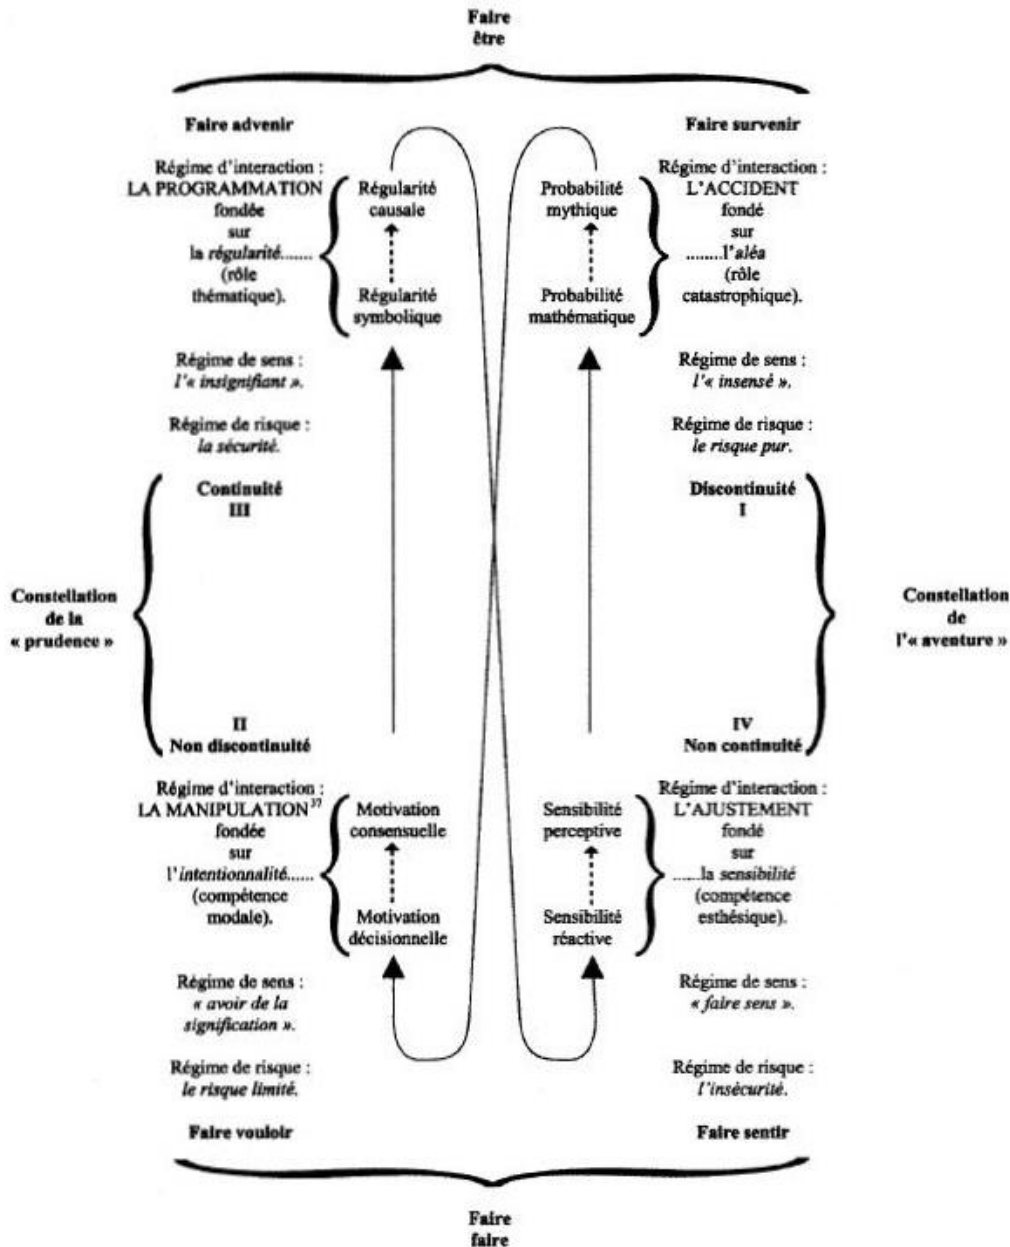 Faire
être
Faire advenir
Régime d'interaction :
LA PROGRAMMATION
fondée
sur
la régularité.......
(rôle
thématique).
Régularité
causale
Régularité
symbolique
Probabilité
mythique
Probabilité
mathématique
Faire survenir
Régime d'interaction :
L'ACCIDENT
fondé
sur
........l'aléa
(rôle
catastrophique).
Régime de sens :
l'« insignifiant ».
Régime de risque :
la sécurité.
Continuité
III
Régime de sens :
l'« insensé ».
Régime de risque :
le risque pur.
Discontinuité
I
Constellation
de la
« prudence »
Constellation
de
l'« aventure »
II
Non discontinuité
Régime d'interaction :
LA MANIPULATION37
fondée
sur
l'intentionnalité......
(compétence
modale).
Motivation
consensuelle
Motivation
décisionnelle
Sensibilité
perceptive
Sensibilité
réactive
IV
Non continuité
Régime d'interaction :
L'AJUSTEMENT
fondé
sur
......la sensibilité
(compétence
esthésique).
Régime de sens :
« avoir de la
signification ».
Régime de risque :
le risque limité.
Faire vouloir
Régime de sens :
« faire sens ».
Régime de risque :
l'insécurité.
Faire sentir
Faire
faire